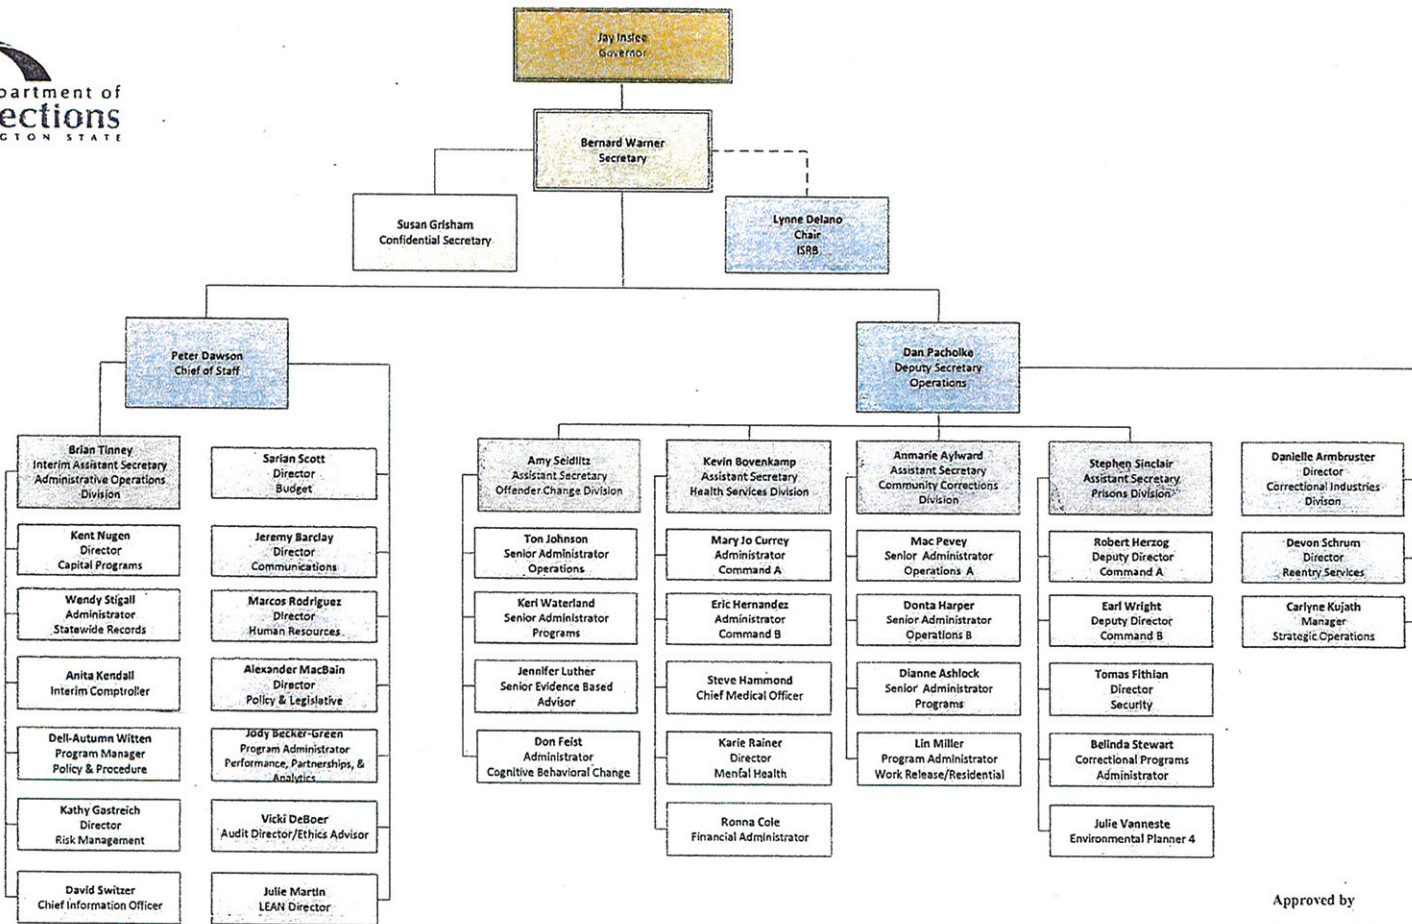 partment of
ections
GTON STATE
Jay Inslee
Governor
Bernard Warner
Secretary
Susan Grisham
Confidential Secretary
Lynne Delano
Chair
ISRB
Peter Dawson
Chief of Staff
Dan Pacholke
Deputy Secretary
Operations
Brian Tinney
Interim Assistant Secretary
Administrative Operations
Division
Kent Nugen
Director
Capital Programs
Wendy Stigall
Administrator
Statewide Records
Anita Kendall
Interim Comptroller
Dell-Autumn Witten
Program Manager
Policy & Procedure
Kathy Gastreich
Director
Risk Management
David Switzer
Chief Information Officer
Sarian Scott
Director
Budget
Jeremy Barclay
Director
Communications
Marcos Rodriguez
Director
Human Resources
Alexander MacBain
Director
Policy & Legislative
Jody Becker-Green
Program Administrator
Performance, Partnerships, &
Analytics
Vicki DeBoer
Audit Director/Ethics Advisor
Julie Martin
LEAN Director
Amy Seidlitz
Assistant Secretary
Offender Change Division
Ton Johnson
Senior Administrator
Operations
Keri Waterland
Senior Administrator
Programs
Jennifer Luther
Senior Evidence Based
Advisor
Don Feist
Administrator
Cognitive Behavioral Change
Kevin Bovenkamp
Assistant Secretary
Health Services Division
Mary Jo Currey
Administrator
Command A
Eric Hernandez
Administrator
Command B
Steve Hammond
Chief Medical Officer
Karie Rainer
Director
Mental Health
Ronna Cole
Financial Administrator
Anmarie Aylward
Assistant Secretary
Community Corrections
Division
Mac Pevey
Senior Administrator
Operations A
Donta Harper
Senior Administrator
Operations B
Dianne Ashlock
Senior Administrator
Programs
Lin Miller
Program Administrator
Work Release/Residential
Stephen Sinclair
Assistant Secretary
Prisons Division
Robert Herzog
Deputy Director
Command A
Earl Wright
Deputy Director
Command B
Tomas Fithian
Director
Security
Belinda Stewart
Correctional Programs
Administrator
Julie Vanneste
Environmental Planner 4
Danielle Armbruster
Director
Correctional Industries
Divison
Devon Schrum
Director
Reentry Services
Carlyne Kujath
Manager
Strategic Operations
Approved by